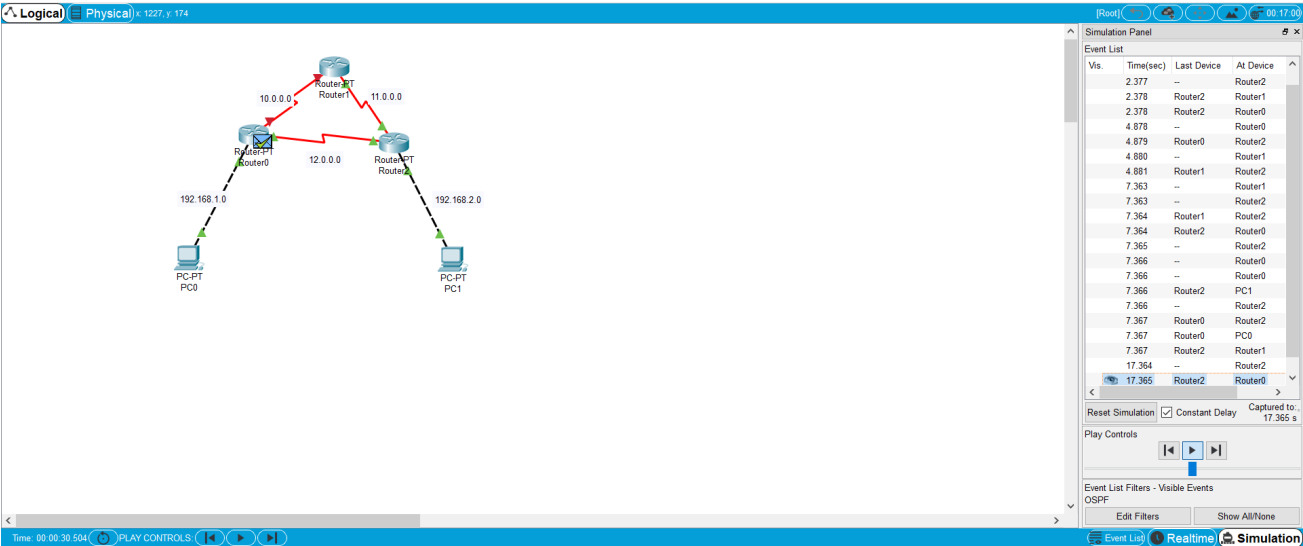 Logical Physical x: 1227, y: 174 [Root] 00:17:00
Simulation Panel
Event List
Vis. Time(sec) Last Device At Device
2.377 -- Router2
2.378 Router2 Router1
2.378 Router2 Router0
4.878 -- Router0
4.879 Router0 Router2
4.880 -- Router1
4.881 Router1 Router2
7.363 -- Router1
7.363 -- Router2
7.364 Router1 Router2
7.364 Router2 Router0
7.365 -- Router2
7.366 -- Router0
7.366 -- Router0
7.366 Router2 PC1
7.366 -- Router2
7.367 Router0 Router2
7.367 Router0 PC0
7.367 Router2 Router1
17.364 -- Router2
17.365 Router2 Router0
Reset Simulation Constant Delay Captured to:,
17.365 s
Play Controls
Event List Filters - Visible Events
OSPF
Edit Filters Show All/None
Router-PT
Router1
10.0.0.0 11.0.0.0
Router-PT
Router0
12.0.0.0
Router-PT
Router2
192.168.1.0 192.168.2.0
PC-PT
PC0
PC-PT
PC1
Time: 00:00:30.504 PLAY CONTROLS: Event List Realtime Simulation